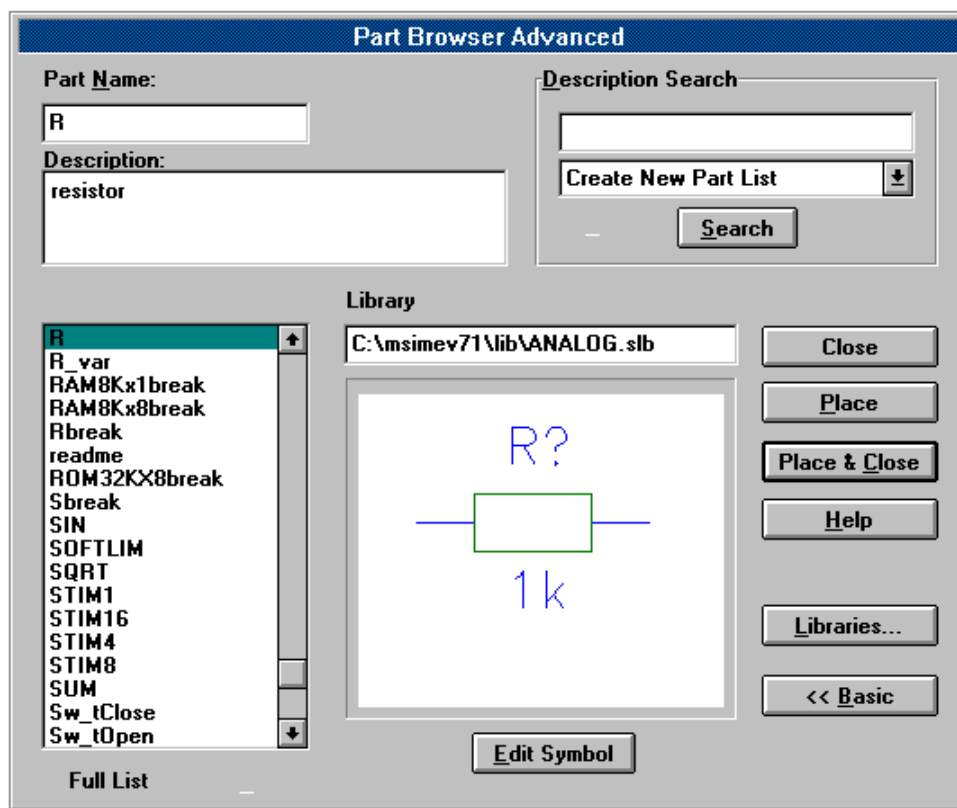 Part Browser Advanced
Part Name:
R
Description:
resistor
Description Search
Create New Part List
Search
Library
C:\msimev71\lib\ANALOG.slb
R
R_var
RAM8Kx1break
RAM8Kx8break
Rbreak
readme
ROM32KX8break
Sbreak
SIN
SOFTLIM
SQRT
STIM1
STIM16
STIM4
STIM8
SUM
Sw_tClose
Sw_tOpen
Full List
R?
1k
Edit Symbol
Close
Place
Place & Close
Help
Libraries...
<< Basic